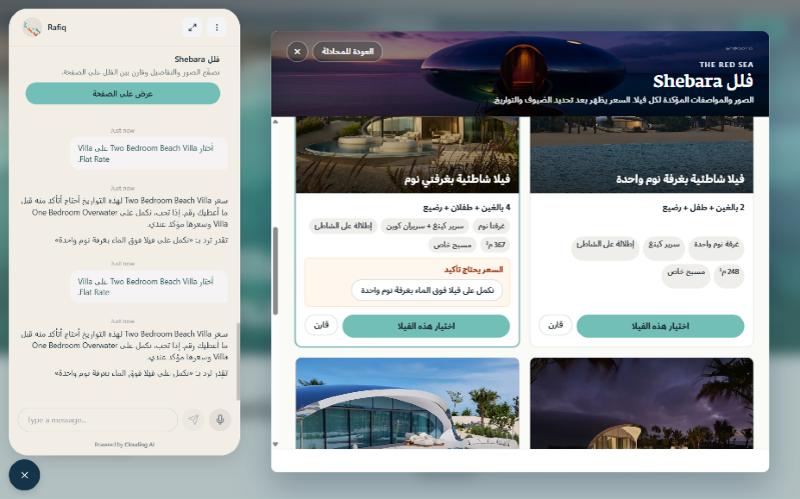 Rafiq
فلل Shebara
تصفّح الصور والتفاصيل وقارن بين الفلل على الصفحة.
عرض على الصفحة
Just now
أختار Two Bedroom Beach Villa على Villa
Flat Rate.
Just now
سعر Two Bedroom Beach Villa لهذه التواريخ أحتاج أتأكد منه قبل
ما أعطيك رقم. إذا تحب، نكمل على One Bedroom Overwater
Villa وسعرها مؤكد عندي.
تقدر ترد بـ: «نكمل على فيلا فوق الماء بغرفة نوم واحدة»
Just now
أختار Two Bedroom Beach Villa على Villa
Flat Rate.
Just now
سعر Two Bedroom Beach Villa لهذه التواريخ أحتاج أتأكد منه قبل
ما أعطيك رقم. إذا تحب، نكمل على One Bedroom Overwater
Villa وسعرها مؤكد عندي.
تقدر ترد بـ: «نكمل على فيلا فوق الماء بغرفة نوم واحدة»
Type a message...
Powered by Clouding AI
العودة للمحادثة
THE RED SEA
فلل Shebara
الصور والمواصفات المؤكدة لكل فيلا. السعر يظهر بعد تحديد الضيوف والتواريخ.
فيلا شاطئية بغرفة نوم واحدة
2 بالغين + طفل + رضيع
غرفة نوم واحدة
سرير كينغ
إطلالة على الشاطئ
248 م²
مسبح خاص
اختيار هذه الفيلا
قارن
فيلا شاطئية بغرفتي نوم
4 بالغين + طفلان + رضيع
غرفتا نوم
سرير كينغ + سريران كوين
إطلالة على الشاطئ
367 م²
مسبح خاص
السعر يحتاج تأكيد
نكمل على فيلا فوق الماء بغرفة نوم واحدة
اختيار هذه الفيلا
قارن